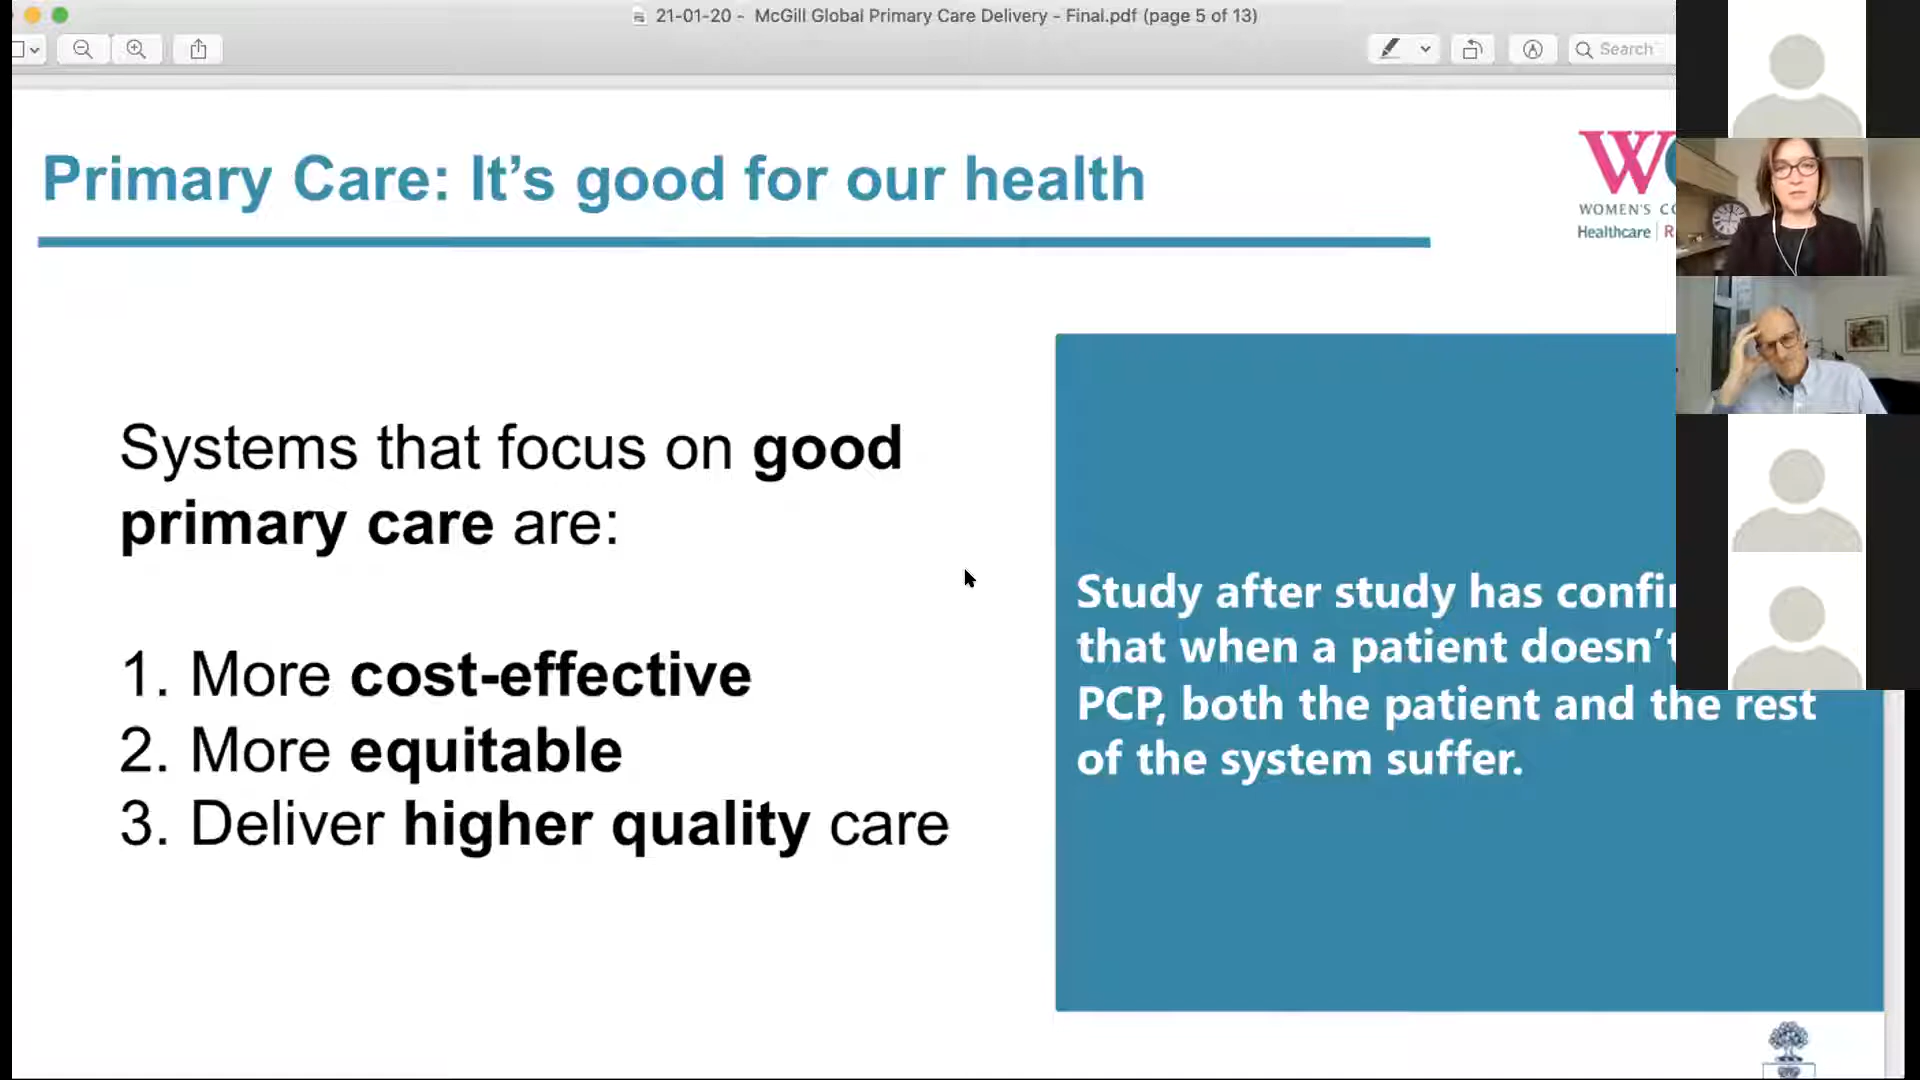 21-01-20 - McGill Global Primary Care Delivery - Final.pdf (page 5 of 13)
Search
Primary Care: It's good for our health
WOMEN'S
Healthcare | R
Systems that focus on good
primary care are:
1. More cost-effective
2. More equitable
3. Deliver higher quality care
Study after study has
that when a patient doesn't
PCP, both the patient and the rest
of the system suffer.